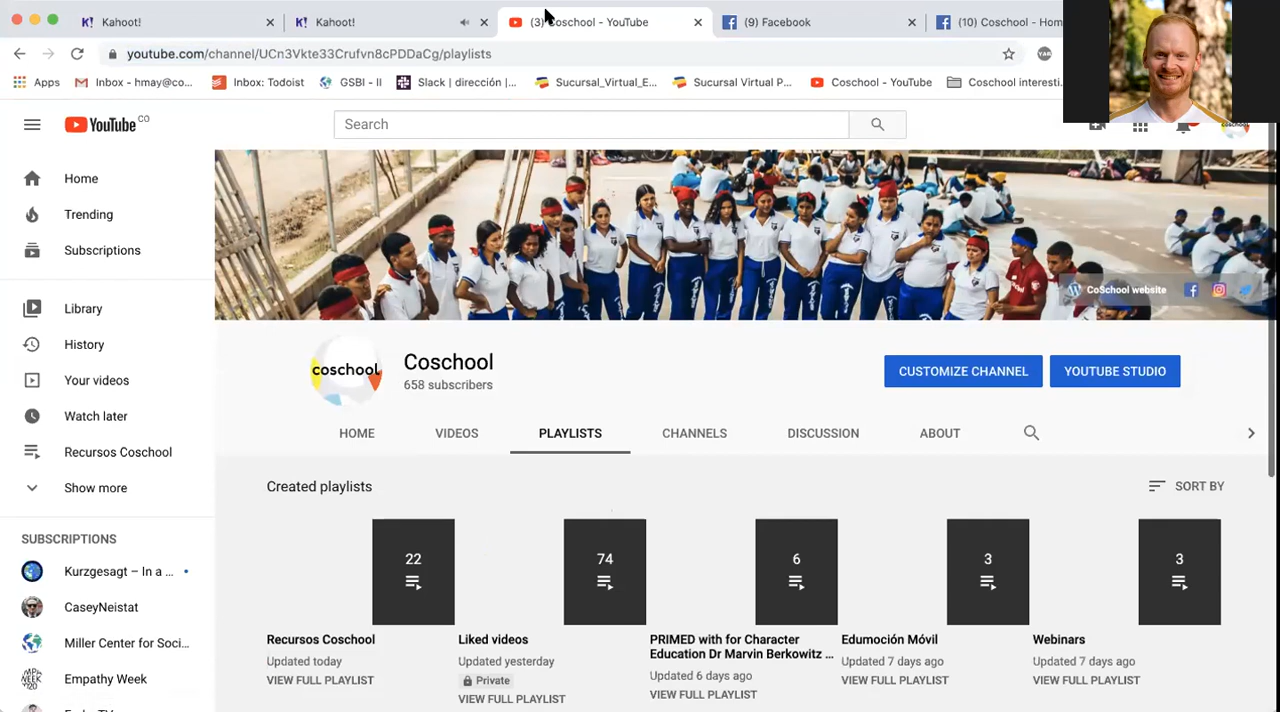 Kahoot!
Kahoot!
(3) Coschool - YouTube
(9) Facebook
(10) Coschool - Hom
youtube.com/channel/UCn3Vkte33Crufvn8cPDDaCg/playlists
Apps
Inbox - hmay@co...
Inbox: Todoist
GSBI - II
Slack | dirección |...
Sucursal_Virtual_E...
Sucursal Virtual P...
Coschool - YouTube
Coschool interesti...
YouTube CO
Search
Home
Trending
Subscriptions
Library
History
Your videos
Watch later
Recursos Coschool
Show more
SUBSCRIPTIONS
Kurzgesagt – In a ...
CaseyNeistat
Miller Center for Soci...
Empathy Week
CoSchool website
coschool
Coschool
658 subscribers
CUSTOMIZE CHANNEL
YOUTUBE STUDIO
HOME
VIDEOS
PLAYLISTS
CHANNELS
DISCUSSION
ABOUT
Created playlists
SORT BY
22
74
6
3
3
Recursos Coschool
Updated today
VIEW FULL PLAYLIST
Liked videos
Updated yesterday
Private
VIEW FULL PLAYLIST
PRIMED with for Character
Education Dr Marvin Berkowitz ...
Updated 6 days ago
VIEW FULL PLAYLIST
Edumoción Móvil
Updated 7 days ago
VIEW FULL PLAYLIST
Webinars
Updated 7 days ago
VIEW FULL PLAYLIST